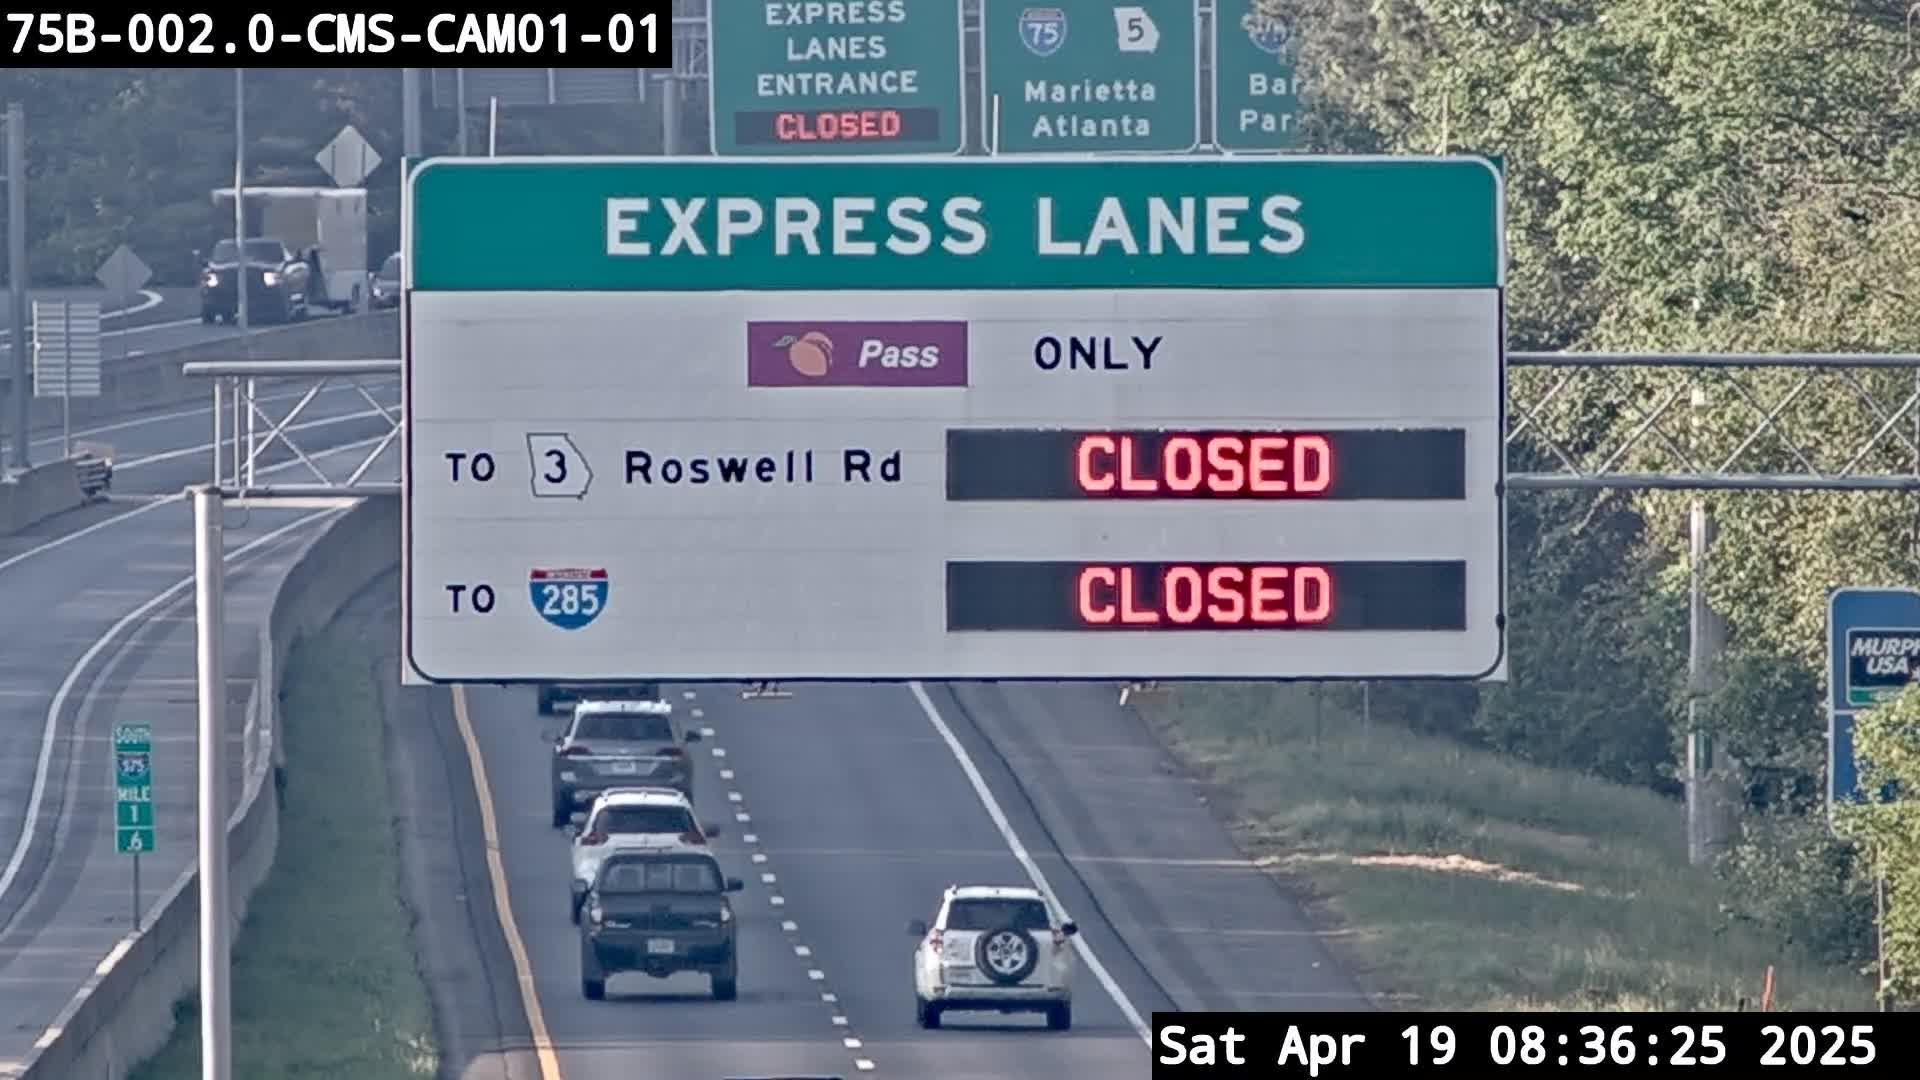 75B-002.0-CMS-CAM01-01
EXPRESS
LANES
ENTRANCE
CLOSED
75
5
Marietta
Atlanta
EXPRESS LANES
Pass ONLY
TO 3 Roswell Rd CLOSED
TO 285 CLOSED
MURPH
USA
SOUTH
575
MILE
1
.6
Sat Apr 19 08:36:25 2025